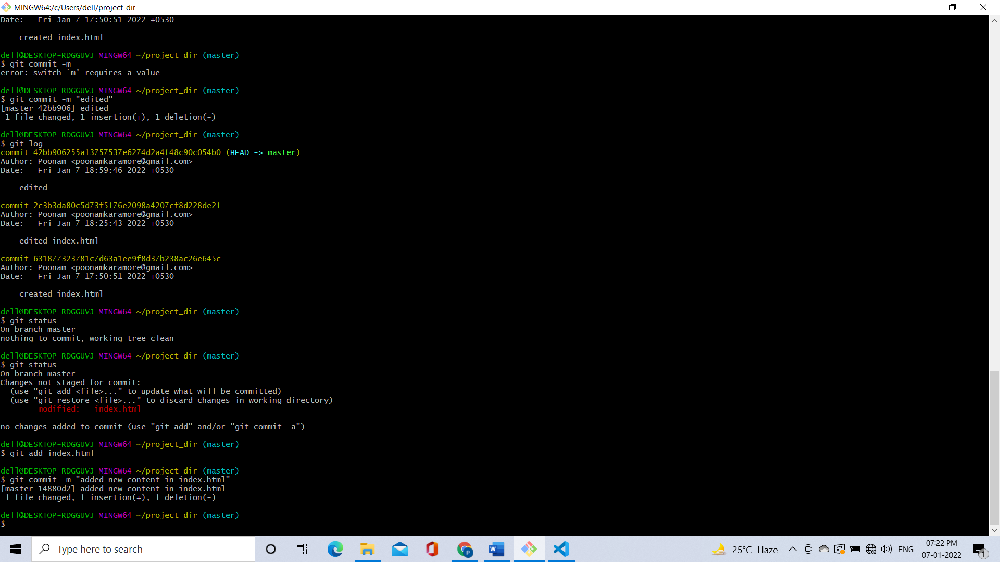 MINGW64:/c/Users/dell/project_dir
Date:   Fri Jan 7 17:50:51 2022 +0530
    created index.html
dell@DESKTOP-RDGGUVJ MINGW64 ~/project_dir (master)
$ git commit -m
error: switch `m' requires a value
dell@DESKTOP-RDGGUVJ MINGW64 ~/project_dir (master)
$ git commit -m "edited"
[master 42bb906] edited
 1 file changed, 1 insertion(+), 1 deletion(-)
dell@DESKTOP-RDGGUVJ MINGW64 ~/project_dir (master)
$ git log
commit 42bb906255a13757537e6274d2a4f48c90c054b0 (HEAD -> master)
Author: Poonam <poonamkaramore@gmail.com>
Date:   Fri Jan 7 18:59:46 2022 +0530
    edited
commit 2c3b3da80c5d73f5176e2098a4207cf8d228de21
Author: Poonam <poonamkaramore@gmail.com>
Date:   Fri Jan 7 18:25:43 2022 +0530
    edited index.html
commit 631877323781c7d63a1ee9f8d37b238ac26e645c
Author: Poonam <poonamkaramore@gmail.com>
Date:   Fri Jan 7 17:50:51 2022 +0530
    created index.html
dell@DESKTOP-RDGGUVJ MINGW64 ~/project_dir (master)
$ git status
On branch master
nothing to commit, working tree clean
dell@DESKTOP-RDGGUVJ MINGW64 ~/project_dir (master)
$ git status
On branch master
Changes not staged for commit:
  (use "git add <file>..." to update what will be committed)
  (use "git restore <file>..." to discard changes in working directory)
        modified:   index.html
no changes added to commit (use "git add" and/or "git commit -a")
dell@DESKTOP-RDGGUVJ MINGW64 ~/project_dir (master)
$ git add index.html
dell@DESKTOP-RDGGUVJ MINGW64 ~/project_dir (master)
$ git commit -m "added new content in index.html"
[master 14880d2] added new content in index.html
 1 file changed, 1 insertion(+), 1 deletion(-)
dell@DESKTOP-RDGGUVJ MINGW64 ~/project_dir (master)
$
Type here to search
25°C Haze
ENG
07:22 PM
07-01-2022
1